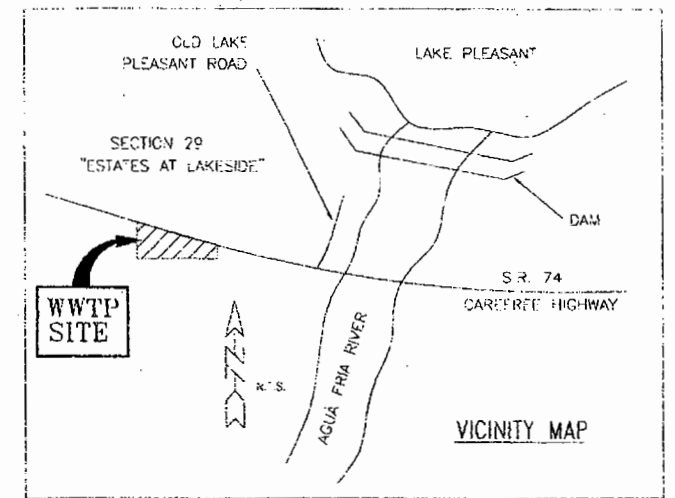 OLD LAKE
PLEASANT ROAD
LAKE PLEASANT
SECTION 29
"ESTATES AT LAKESIDE"
DAM
S.R. 74
CAREFREE HIGHWAY
WWTP
SITE
N.T.S.
AGUA FRIA RIVER
VICINITY MAP